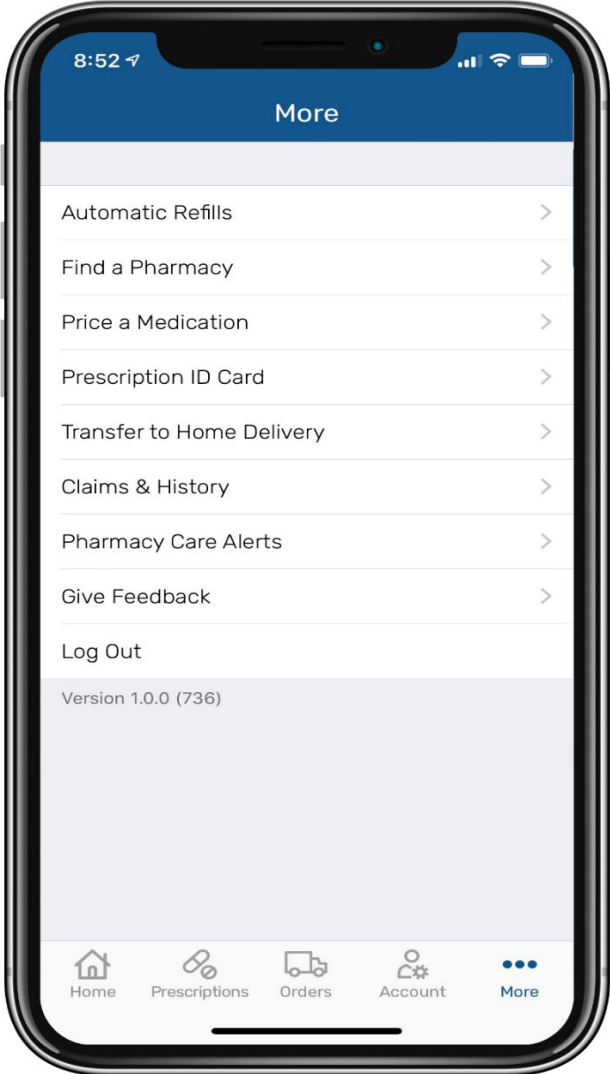 8:52
More
Automatic Refills
Find a Pharmacy
Price a Medication
Prescription ID Card
Transfer to Home Delivery
Claims & History
Pharmacy Care Alerts
Give Feedback
Log Out
Version 1.0.0 (736)
Home Prescriptions Orders Account More